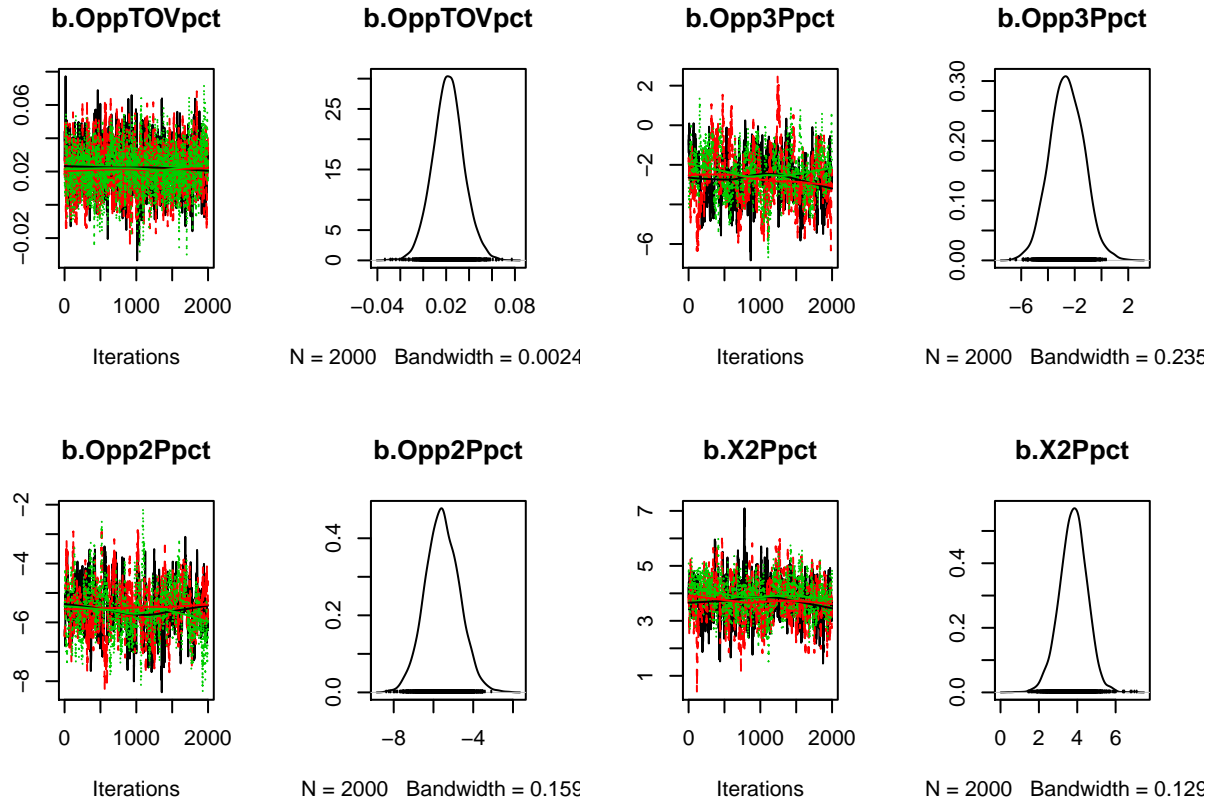 b.OppTOVpct
b.OppTOVpct
b.Opp3Ppct
b.Opp3Ppct
−0.02 0.02 0.06
0 1000 2000
Iterations
0 5 15 25
−0.04 0.02 0.08
N = 2000 Bandwidth = 0.0024
−6 −2 0 2
0 1000 2000
Iterations
0.00 0.10 0.20 0.30
−6 −2 2
N = 2000 Bandwidth = 0.235
b.Opp2Ppct
b.Opp2Ppct
b.X2Ppct
b.X2Ppct
−8 −6 −4 −2
0 1000 2000
Iterations
0.0 0.2 0.4
−8 −4
N = 2000 Bandwidth = 0.159
1 3 5 7
0 1000 2000
Iterations
0.0 0.2 0.4
0 2 4 6
N = 2000 Bandwidth = 0.129